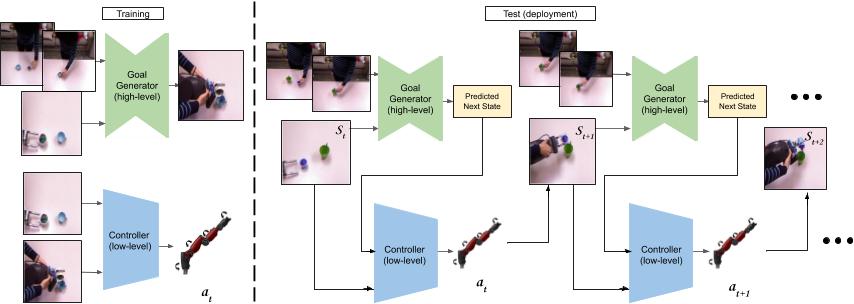 Training
Goal
Generator
(high-level)
Controller
(low-level)
a_t
Test (deployment)
Goal
Generator
(high-level)
Predicted
Next State
S_t
Controller
(low-level)
a_t
Goal
Generator
(high-level)
Predicted
Next State
S_{t+1}
Controller
(low-level)
a_{t+1}
S_{t+2}